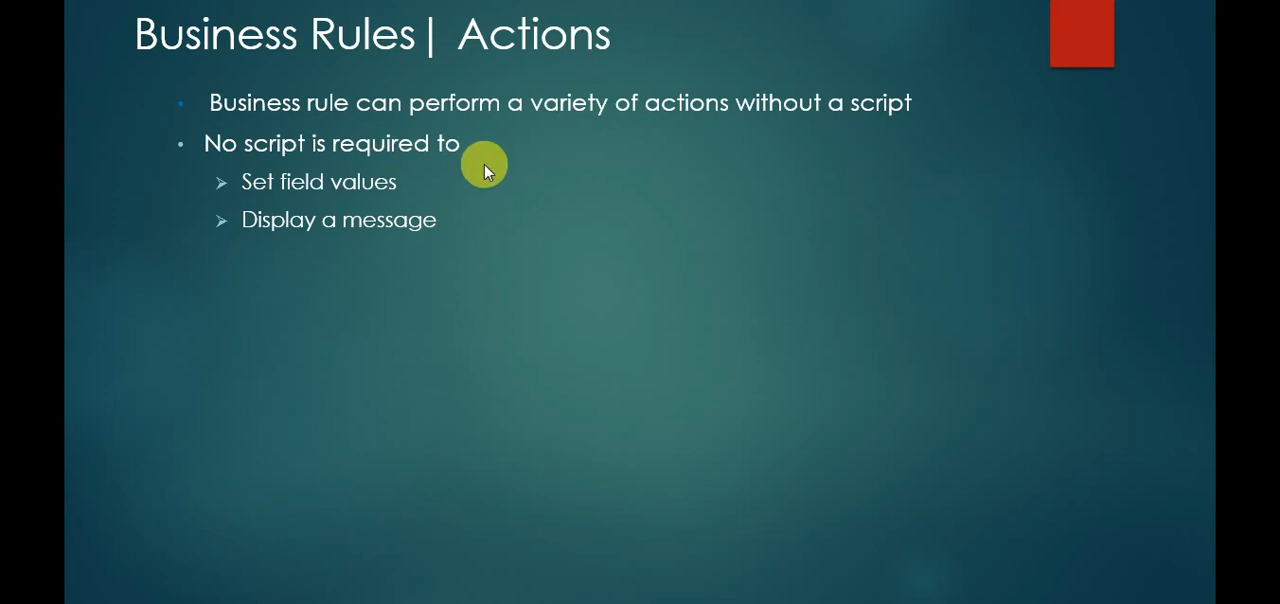 Business Rules| Actions
Business rule can perform a variety of actions without a script
No script is required to
Set field values
Display a message